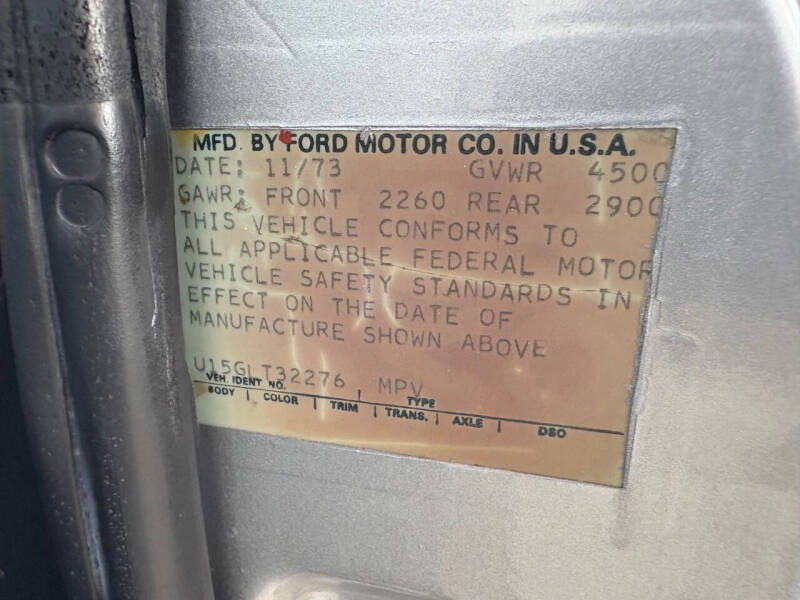 MFD. BY FORD MOTOR CO. IN U.S.A.
DATE: 11/73 GVWR 4500
GAWR: FRONT 2260 REAR 2900
THIS VEHICLE CONFORMS TO
ALL APPLICABLE FEDERAL MOTOR
VEHICLE SAFETY STANDARDS IN
EFFECT ON THE DATE OF
MANUFACTURE SHOWN ABOVE
U15GLT32276 MPV
VEH. IDENT NO. | TYPE
BODY | COLOR | TRIM | TRANS. | AXLE | DSO